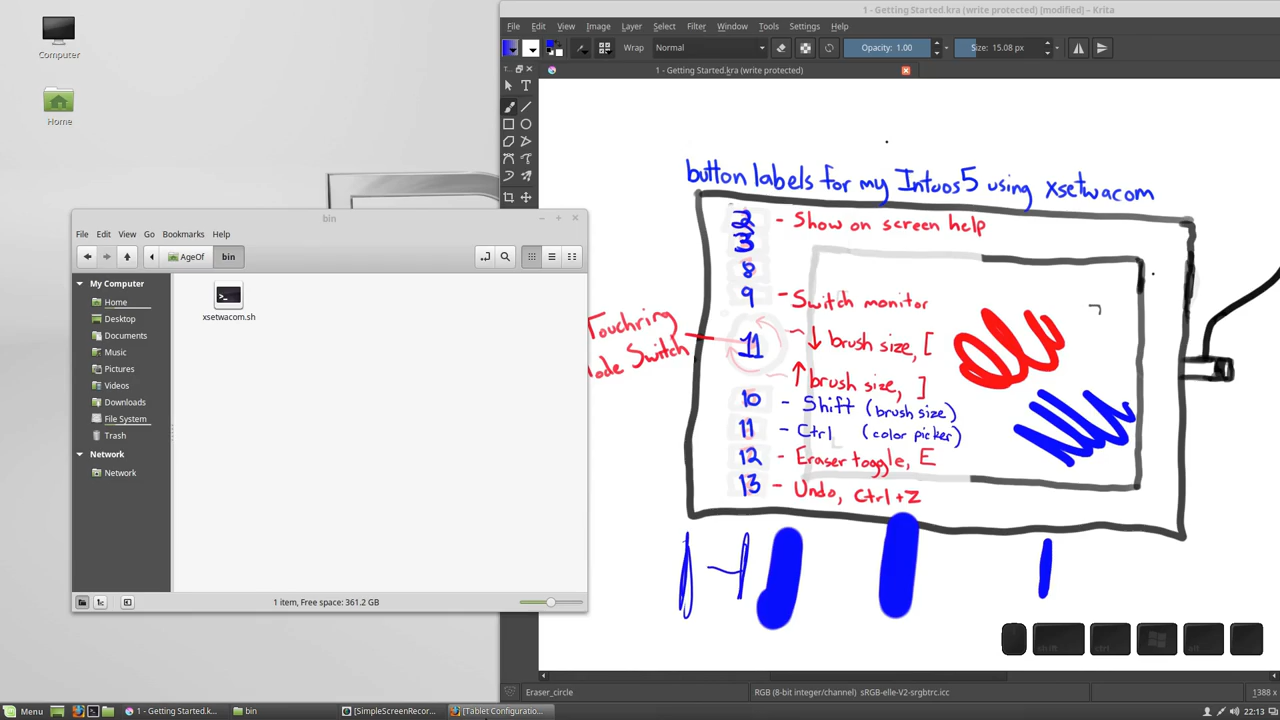 1 - Getting Started.kra (write protected) [modified] – Krita
File Edit View Image Layer Select Filter Window Tools Settings Help
Wrap Normal Opacity: 1.00 Size: 15.08 px
T...
1 - Getting Started.kra (write protected)
Computer
Home
button labels for my Intuos5 using xsetwacom
2 - Show on screen help
3
8
9 - Switch monitor
Touchring
Mode Switch
11
↓ brush size, [
↑ brush size, ]
10 - Shift (brush size)
11 - Ctrl (color picker)
12 - Eraser toggle, E
13 - Undo, Ctrl+Z
bin
File Edit View Go Bookmarks Help
AgeOf bin
My Computer
Home
Desktop
Documents
Music
Pictures
Videos
Downloads
File System
Trash
Network
Network
xsetwacom.sh
1 item, Free space: 361.2 GB
shift ctrl alt
Eraser_circle RGB (8-bit integer/channel) sRGB-elle-V2-srgbtrc.icc 1388 x
Menu 1 - Getting Started.k... bin [SimpleScreenRecor... [Tablet Configuratio... 22:13